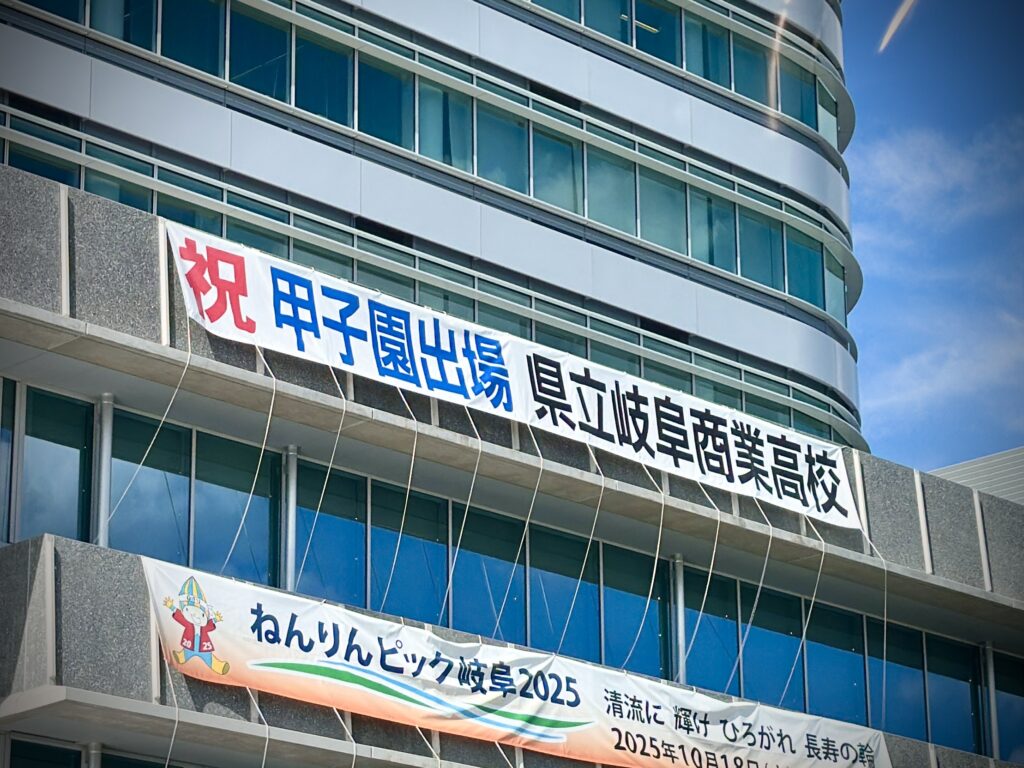 祝 甲子園出場 県立岐阜商業高校
ねんりんピック岐阜2025
清流に 輝け ひろがれ 長寿の輪
2025年10月18日